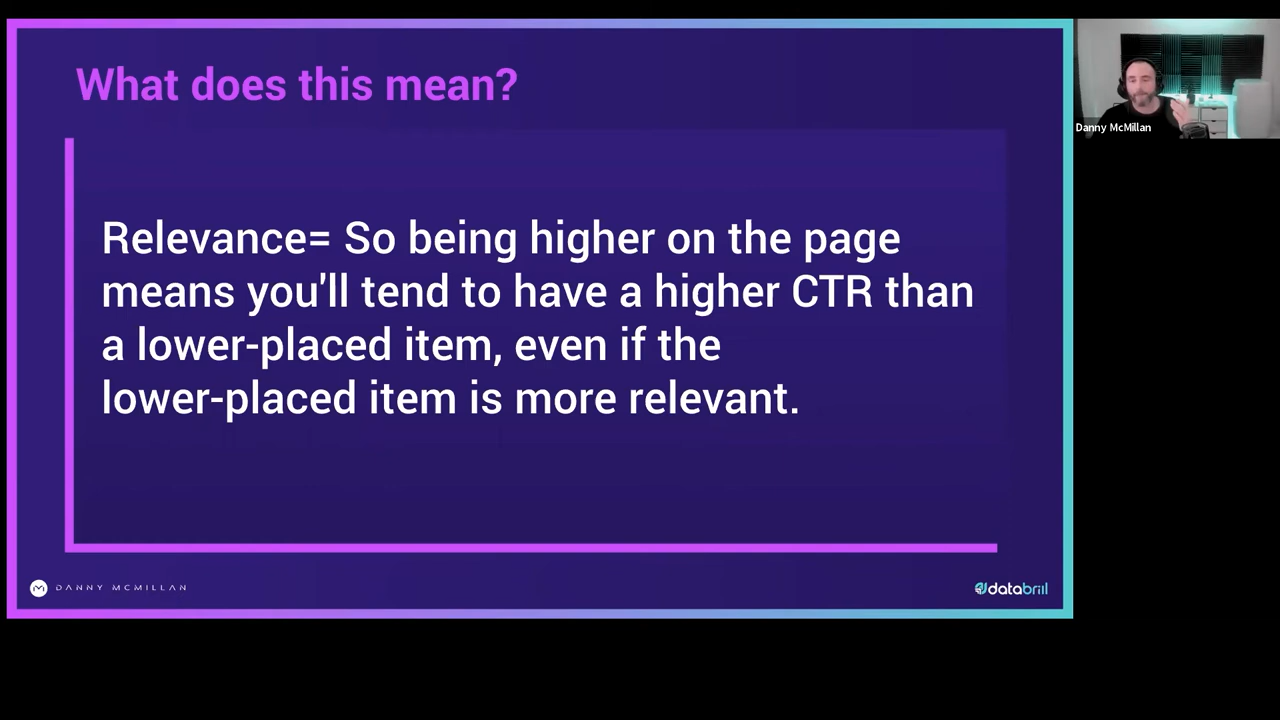 What does this mean?
Relevance= So being higher on the page
means you'll tend to have a higher CTR than
a lower-placed item, even if the
lower-placed item is more relevant.
DANNY MCMILLAN
databrill
Danny McMillan